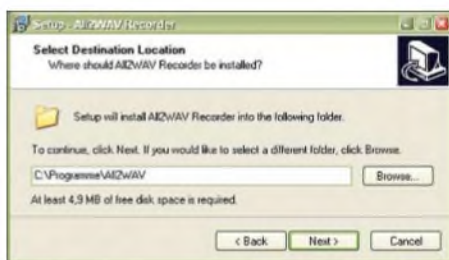 Setup - All2WAV Recorder
Select Destination Location
Where should All2WAV Recorder be installed?
Setup will install All2WAV Recorder into the following folder.
To continue, click Next. If you would like to select a different folder, click Browse.
C:\Programme\All2WAV
Browse...
At least 4,9 MB of free disk space is required.
< Back
Next >
Cancel